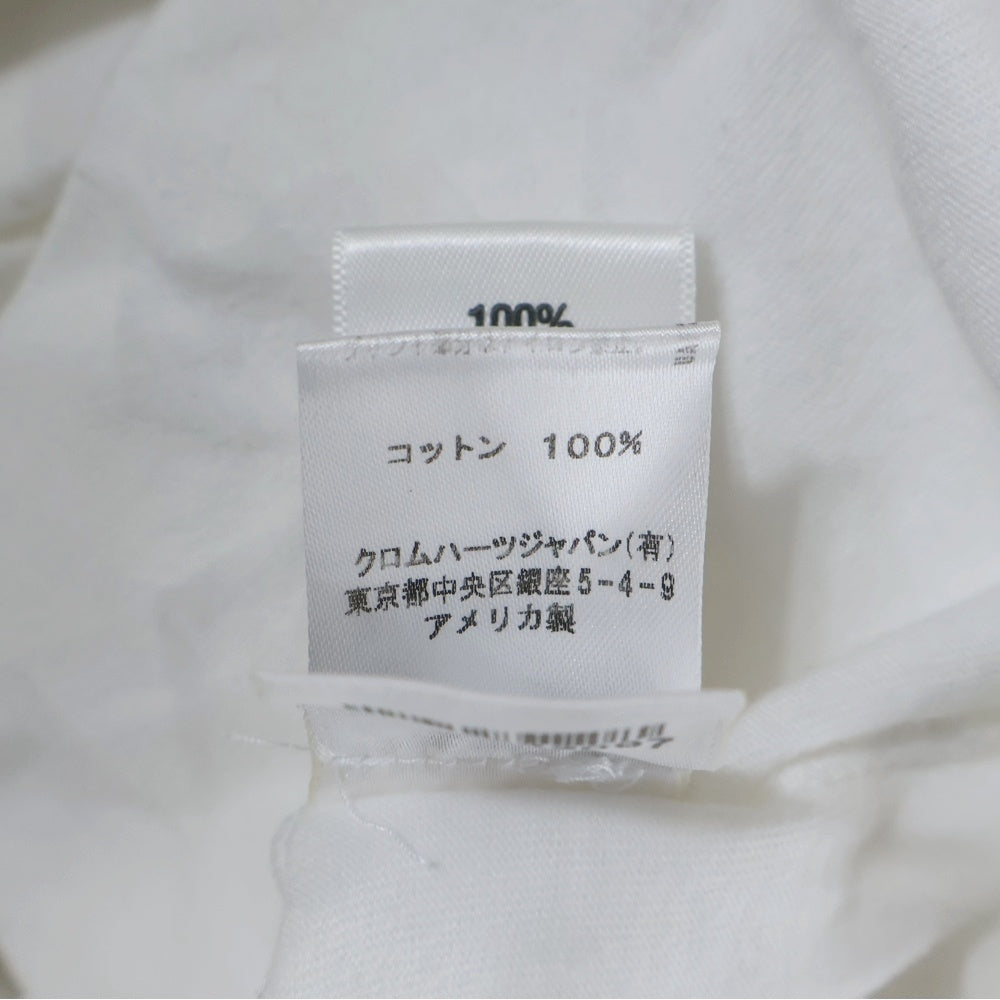 100%
コットン 100%
クロムハーツジャパン(有)
東京都中央区銀座5-4-9
アメリカ製